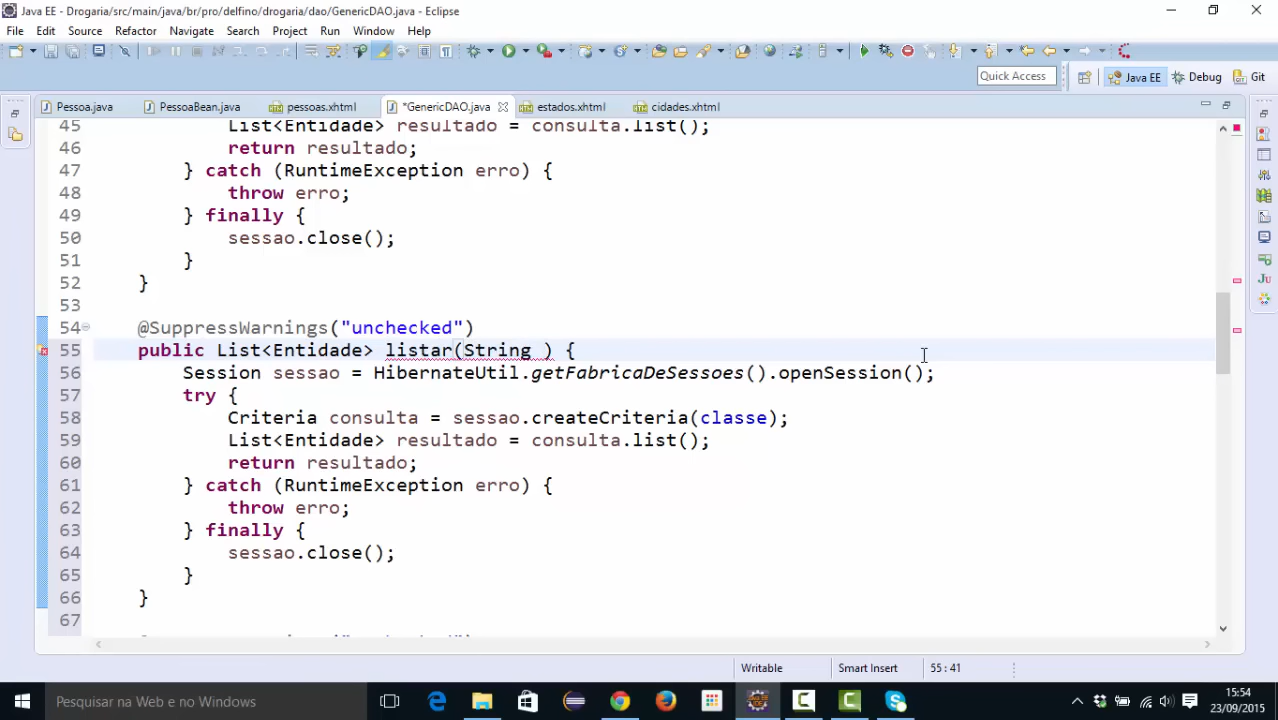 Java EE - Drogaria/src/main/java/br/pro/delfino/drogaria/dao/GenericDAO.java - Eclipse
File Edit Source Refactor Navigate Search Project Run Window Help
Quick Access Java EE Debug Git
Pessoa.java PessoaBean.java pessoas.xhtml *GenericDAO.java estados.xhtml cidades.xhtml
45 List<Entidade> resultado = consulta.list();
46 return resultado;
47 } catch (RuntimeException erro) {
48 throw erro;
49 } finally {
50 sessao.close();
51 }
52 }
53
54 @SuppressWarnings("unchecked")
55 public List<Entidade> listar(String ) {
56 Session sessao = HibernateUtil.getFabricaDeSessoes().openSession();
57 try {
58 Criteria consulta = sessao.createCriteria(classe);
59 List<Entidade> resultado = consulta.list();
60 return resultado;
61 } catch (RuntimeException erro) {
62 throw erro;
63 } finally {
64 sessao.close();
65 }
66 }
67
Writable Smart Insert 55 : 41
Pesquisar na Web e no Windows
15:54
23/09/2015